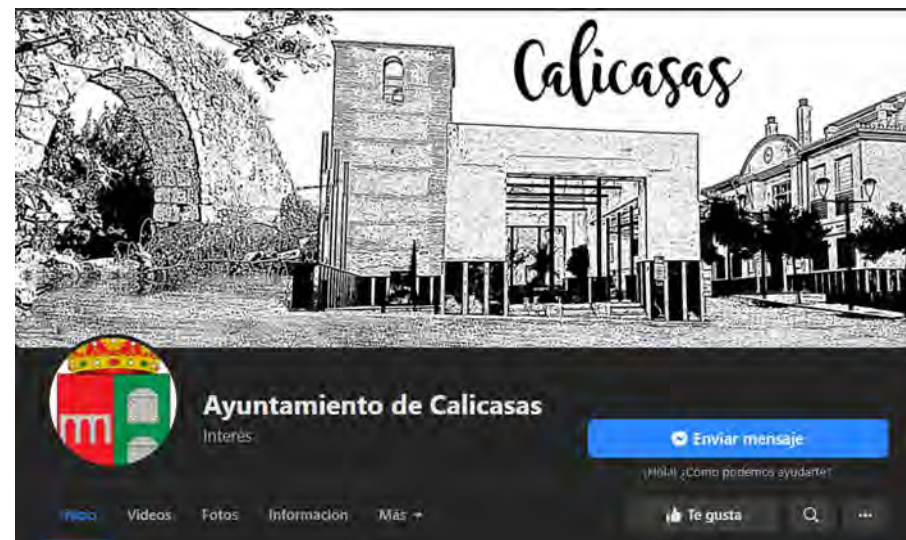 Calicasas
Ayuntamiento de Calicasas
Interés
Enviar mensaje
¡Hola! ¿Cómo podemos ayudarte?
Inicio
Videos
Fotos
Información
Más
Te gusta